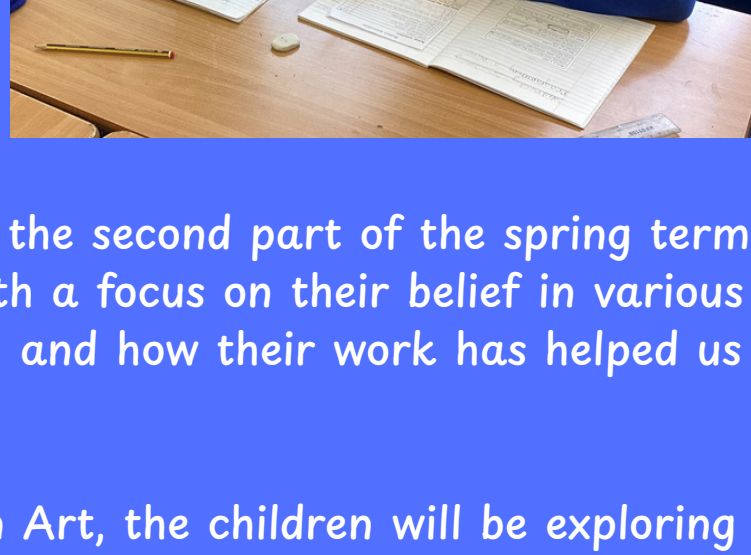 the second part of the spring term
a focus on their belief in various
and how their work has helped us
Art, the children will be exploring